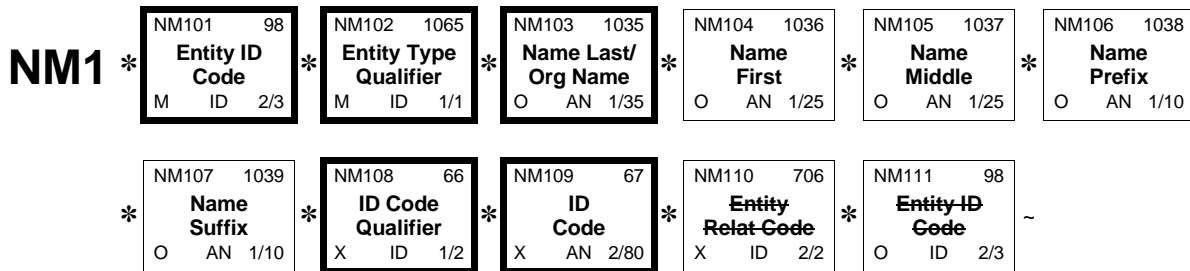 NM101 98 NM102 1065 NM103 1035 NM104 1036 NM105 1037 NM106 1038
NM1 * Entity ID * Entity Type * Name Last/ * Name * Name * Name
Code Qualifier Org Name First Middle Prefix
M ID 2/3 M ID 1/1 O AN 1/35 O AN 1/25 O AN 1/25 O AN 1/10
NM107 1039 NM108 66 NM109 67 NM110 706 NM111 98
* Name * ID Code * ID * Entity * Entity ID ~
Suffix Qualifier Code Relat Code Code
O AN 1/10 X ID 1/2 X AN 2/80 X ID 2/2 O ID 2/3